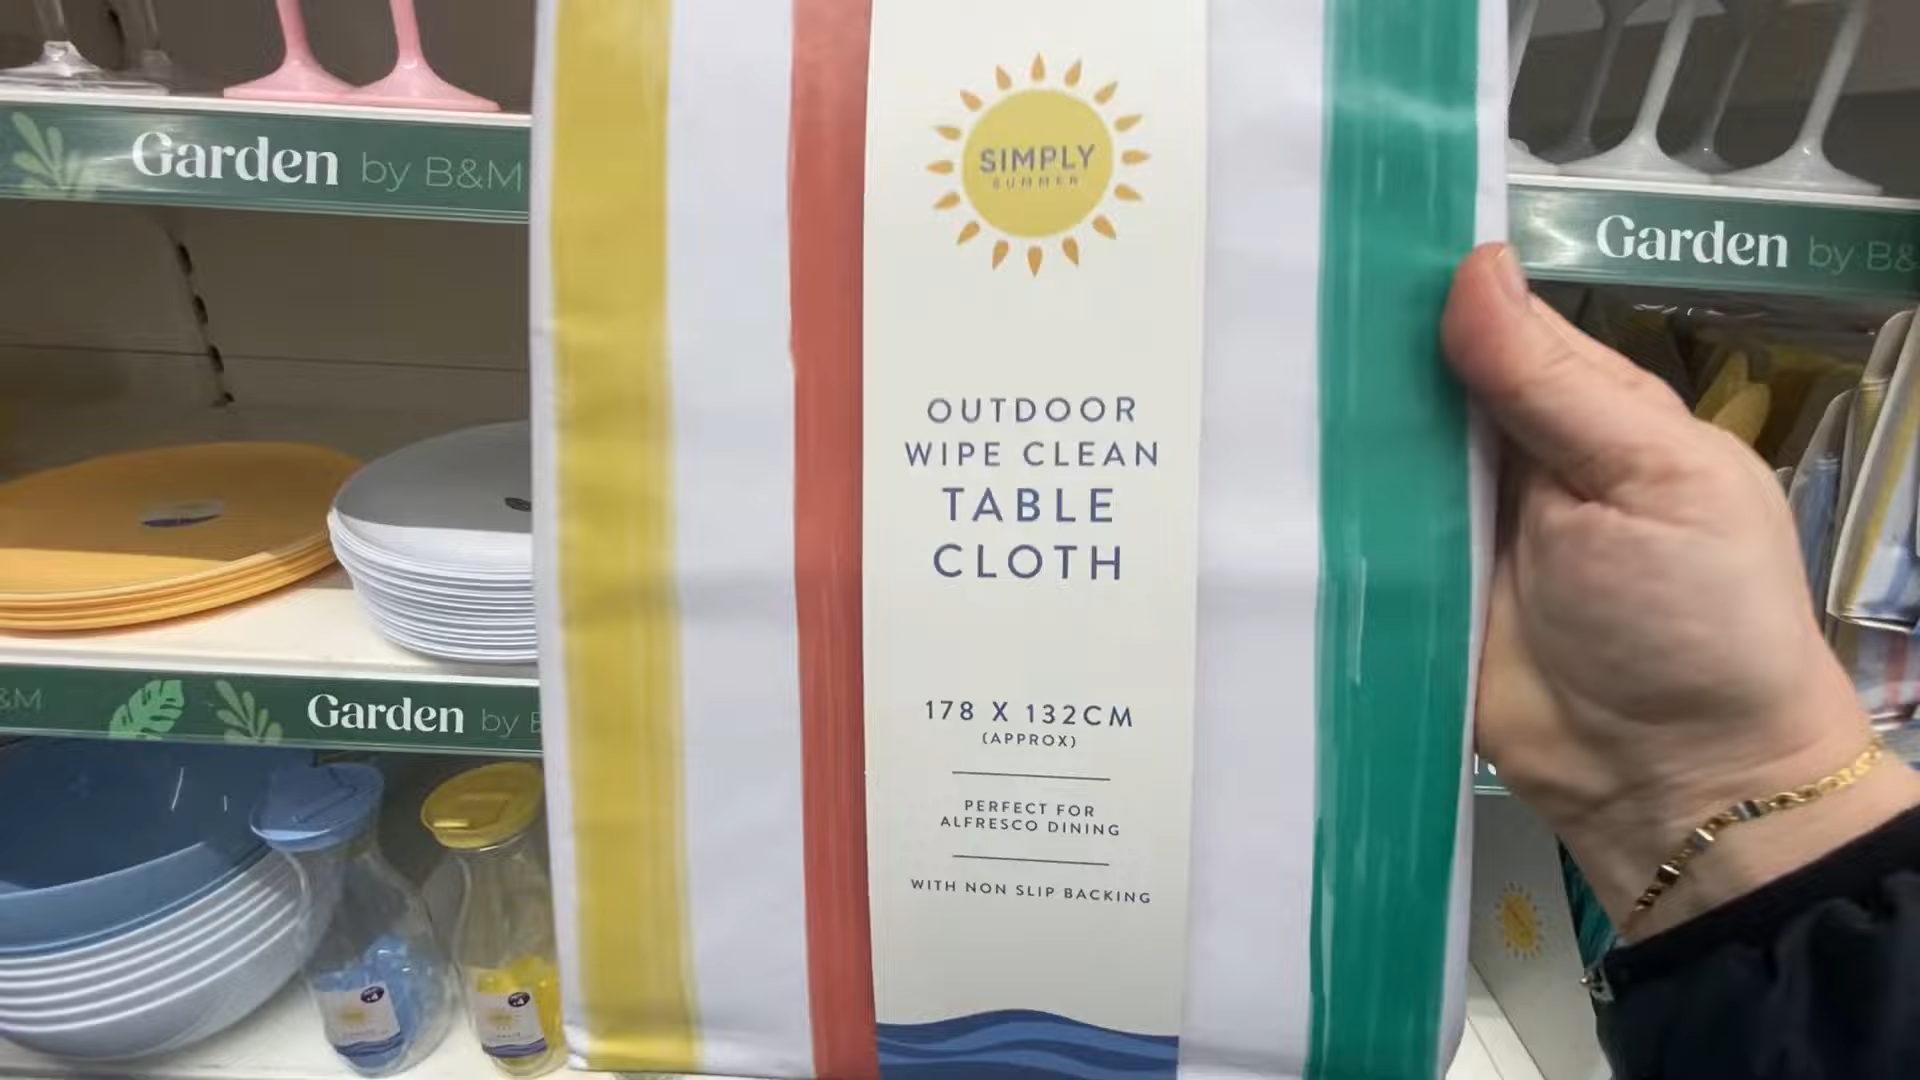 Garden by B&M
SIMPLY
SUMMER
Garden by B&
OUTDOOR
WIPE CLEAN
TABLE
CLOTH
&M
Garden by B
178 X 132CM
(APPROX)
PERFECT FOR
ALFRESCO DINING
WITH NON SLIP BACKING